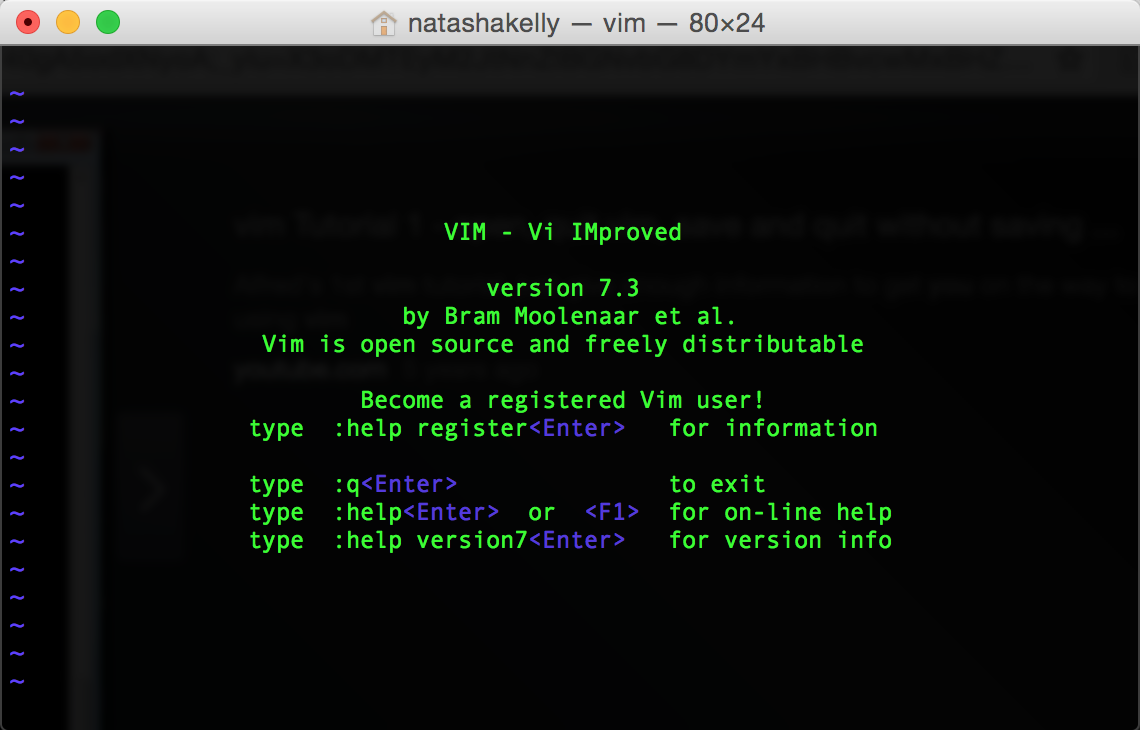 natashakelly — vim — 80×24
~
~
~
~
~
~ VIM - Vi IMproved
~
~ version 7.3
~ by Bram Moolenaar et al.
~ Vim is open source and freely distributable
~
~ Become a registered Vim user!
~ type :help register<Enter> for information
~
~ type :q<Enter> to exit
~ type :help<Enter> or <F1> for on-line help
~ type :help version7<Enter> for version info
~
~
~
~
~